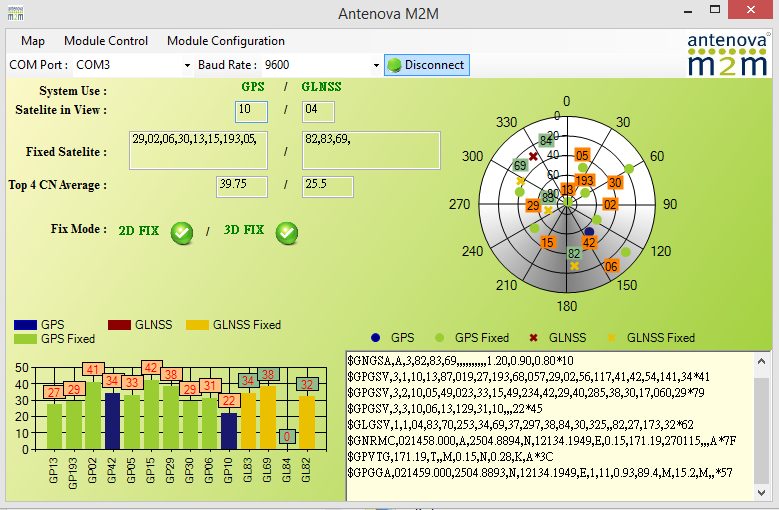 antenova
m2m
Antenova M2M
Map Module Control Module Configuration
antenova
m2m
COM Port : COM3 Baud Rate : 9600 Disconnect
System Use : GPS / GLNSS
Satelite in View : 10 / 04
Fixed Satellite : 29,02,06,30,13,15,193,05, / 82,83,69,
Top 4 CN Average : 39.75 / 25.5
Fix Mode : 2D FIX / 3D FIX
0
330 30
300 60
270 90
240 120
210 150
180
0
20
40
60
80
84
05
69
193
30
13
83
29
02
15
42
82
06
GPS GLNSS GLNSS Fixed
GPS Fixed
GPS GPS Fixed GLNSS GLNSS Fixed
50
40
30
20
10
0
27 29 41 34 33 42 38 29 31 22 34 38 0 32
GP13 GP193 GP02 GP42 GP05 GP15 GP29 GP30 GP06 GP10 GL83 GL69 GL84 GL82
$GNGSA,A,3,82,83,69,,,,,,,,,,1.20,0.90,0.80*10
$GPGSV,3,1,10,13,87,019,27,193,68,057,29,02,56,117,41,42,54,141,34*41
$GPGSV,3,2,10,05,49,023,33,15,49,234,42,29,40,285,38,30,17,060,29*79
$GPGSV,3,3,10,06,13,129,31,10,,,22*45
$GLGSV,1,1,04,83,70,253,34,69,37,297,38,84,30,325,,82,27,173,32*62
$GNRMC,021458.000,A,2504.8894,N,12134.1949,E,0.15,171.19,270115,,,A*7F
$GPVTG,171.19,T,,M,0.15,N,0.28,K,A*3C
$GPGGA,021459.000,2504.8893,N,12134.1949,E,1,11,0.93,89.4,M,15.2,M,,*57